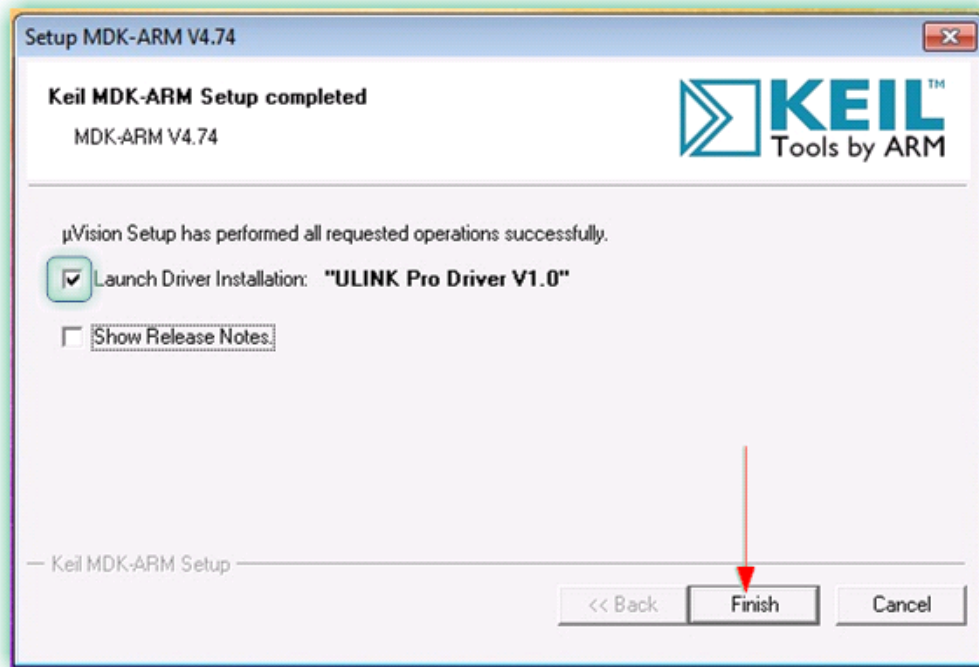 Setup MDK-ARM V4.74
Keil MDK-ARM Setup completed
MDK-ARM V4.74
KEIL™
Tools by ARM
µVision Setup has performed all requested operations successfully.
Launch Driver Installation: "ULINK Pro Driver V1.0"
Show Release Notes.
Keil MDK-ARM Setup
<< Back Finish Cancel